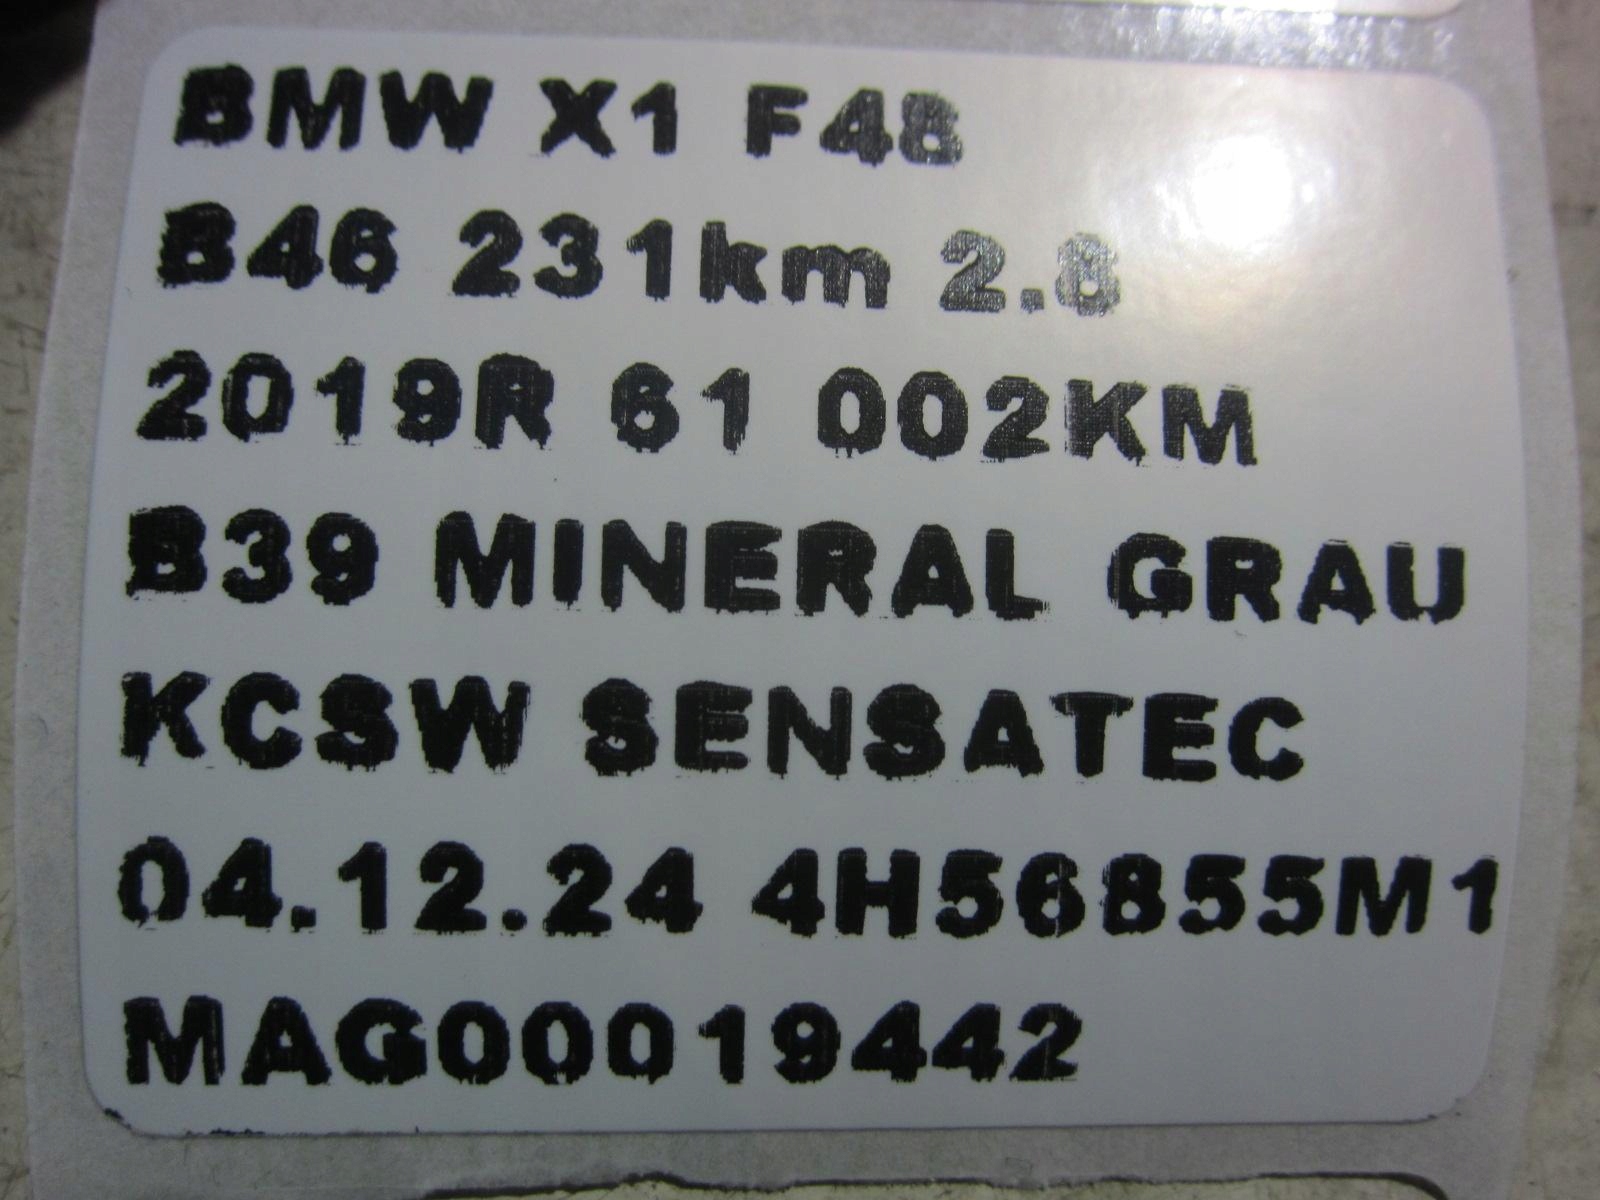 BMW X1 F48
B46 231km 2.8
2019R 61 002KM
B39 MINERAL GRAU
KCSW SENSATEC
04.12.24 4H56855M1
MAG00019442